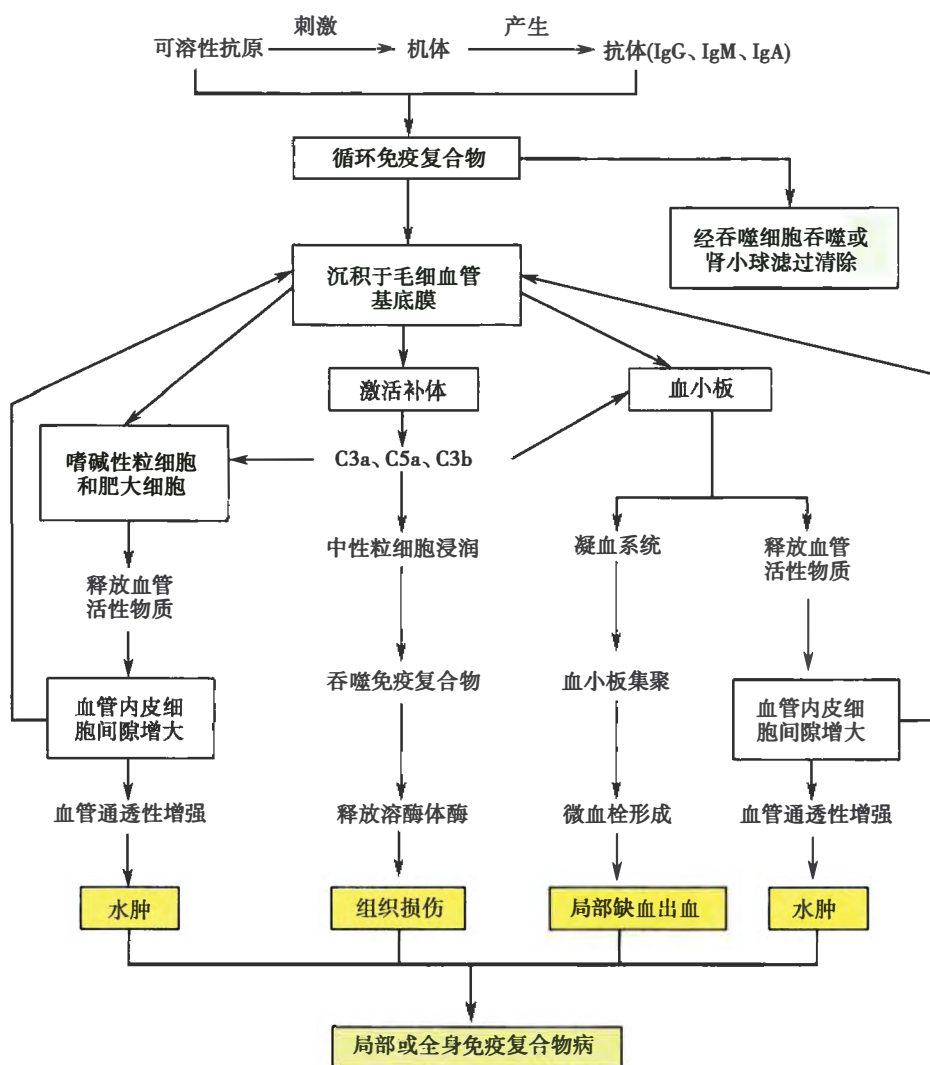 刺激
产生
可溶性抗原
机体
抗体(IgG、IgM、IgA)
循环免疫复合物
经吞噬细胞吞噬或
肾小球滤过清除
沉积于毛细血管
基底膜
激活补体
血小板
嗜碱性粒细胞
和肥大细胞
C3a、C5a、C3b
中性粒细胞浸润
凝血系统
释放血管
活性物质
释放血管
活性物质
吞噬免疫复合物
血小板集聚
血管内皮细
胞间隙增大
血管内皮细
胞间隙增大
血管通透性增强
释放溶酶体酶
微血栓形成
血管通透性增强
水肿
组织损伤
局部缺血出血
水肿
局部或全身免疫复合物病